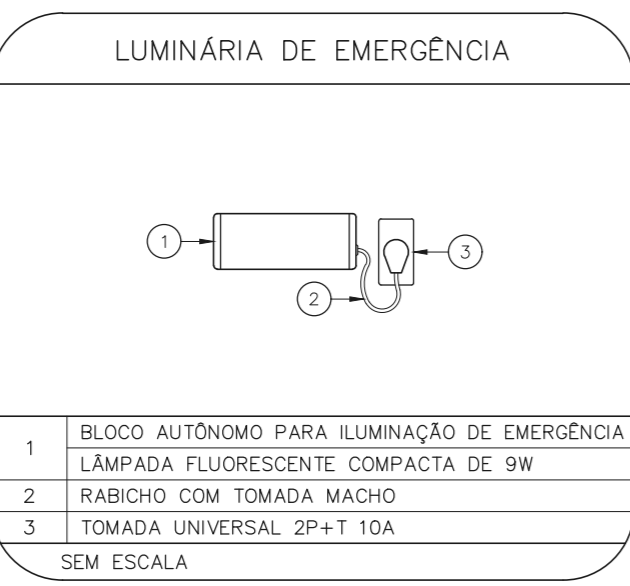 LUMINÁRIA DE EMERGÊNCIA
1
3
2
1
BLOCO AUTÔNOMO PARA ILUMINAÇÃO DE EMERGÊNCIA
LÂMPADA FLUORESCENTE COMPACTA DE 9W
2 RABICHO COM TOMADA MACHO
3 TOMADA UNIVERSAL 2P+T 10A
SEM ESCALA